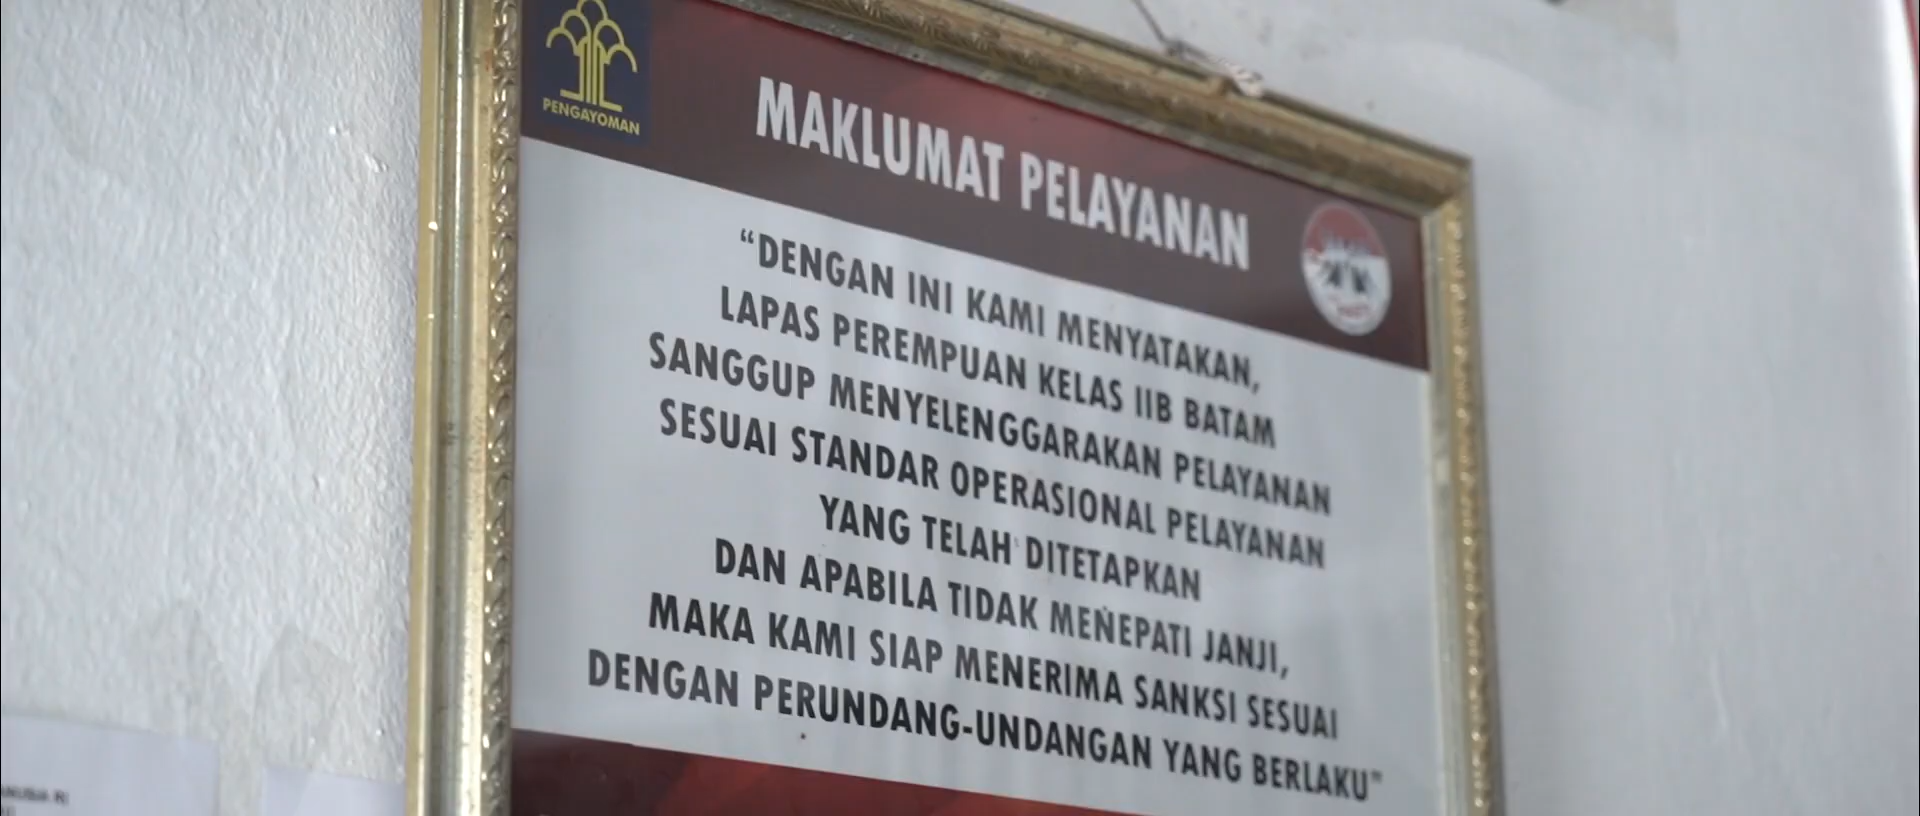 PENGAYOMAN
MAKLUMAT PELAYANAN
“DENGAN INI KAMI MENYATAKAN,
LAPAS PEREMPUAN KELAS IIB BATAM
SANGGUP MENYELENGGARAKAN PELAYANAN
SESUAI STANDAR OPERASIONAL PELAYANAN
YANG TELAH DITETAPKAN
DAN APABILA TIDAK MENEPATI JANJI,
MAKA KAMI SIAP MENERIMA SANKSI SESUAI
DENGAN PERUNDANG-UNDANGAN YANG BERLAKU”